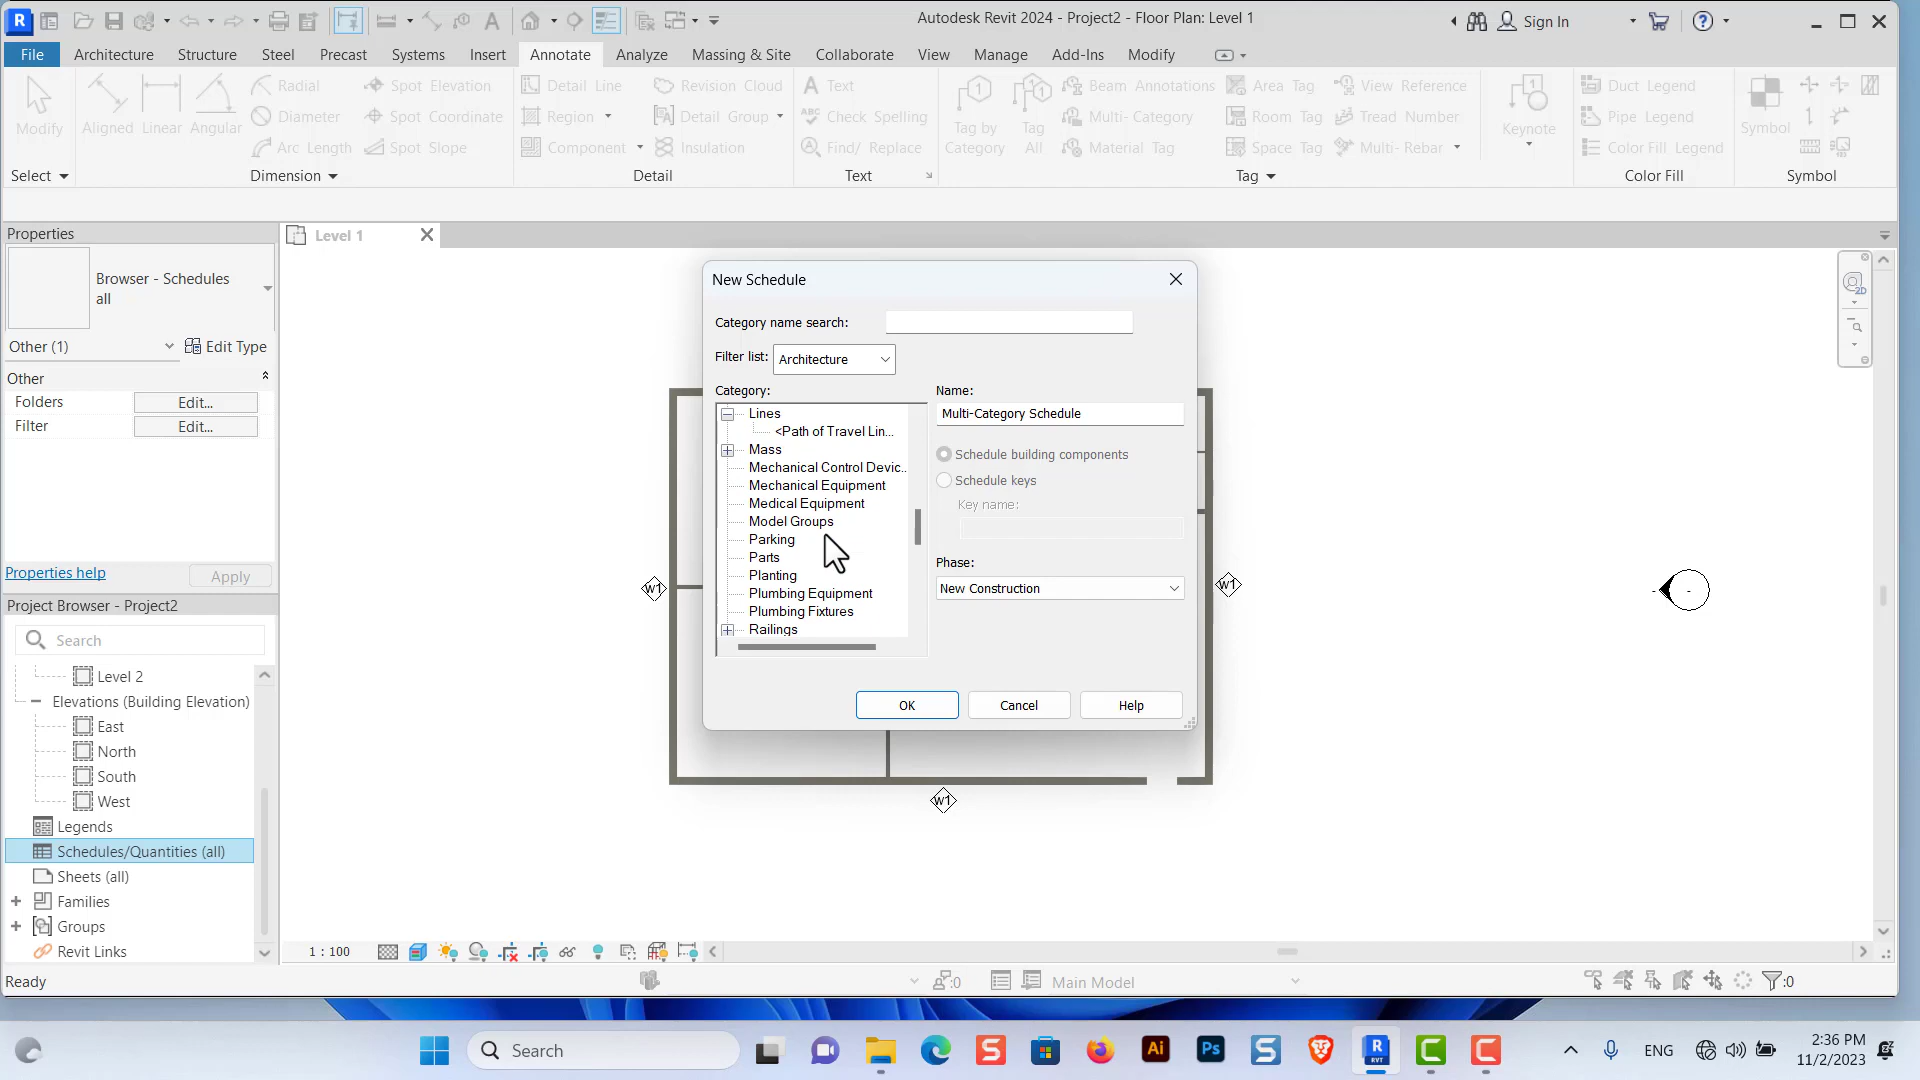 R
Autodesk Revit 2024 - Project2 - Floor Plan: Level 1
Sign In
File
Architecture
Structure
Steel
Precast
Systems
Insert
Annotate
Analyze
Massing & Site
Collaborate
View
Manage
Add-Ins
Modify
Modify
Aligned
Linear
Angular
Radial
Diameter
Arc Length
Spot Elevation
Spot Coordinate
Spot Slope
Detail Line
Region
Component
Revision Cloud
Detail Group
Insulation
Text
Check Spelling
Find/ Replace
Tag by
Category
Tag
All
Beam Annotations
Multi- Category
Material Tag
Area Tag
Room Tag
Space Tag
View Reference
Tread Number
Multi- Rebar
Keynote
Duct Legend
Pipe Legend
Color Fill Legend
Symbol
Select
Dimension
Detail
Text
Tag
Color Fill
Symbol
Properties
Level 1
Browser - Schedules
all
Other (1)
Edit Type
Other
Folders
Edit...
Filter
Edit...
Properties help
Apply
Project Browser - Project2
Search
Level 2
Elevations (Building Elevation)
East
North
South
West
Legends
Schedules/Quantities (all)
Sheets (all)
Families
Groups
Revit Links
New Schedule
Category name search:
Filter list:
Architecture
Category:
Lines
<Path of Travel Lin...
Mass
Mechanical Control Devic..
Mechanical Equipment
Medical Equipment
Model Groups
Parking
Parts
Planting
Plumbing Equipment
Plumbing Fixtures
Railings
Name:
Multi-Category Schedule
Schedule building components
Schedule keys
Key name:
Phase:
New Construction
OK
Cancel
Help
W1
W1
W1
2D
1 : 100
Ready
:0
Main Model
:0
Search
Ai
Ps
S
S
R
RVT
C
C
ENG
2:36 PM
11/2/2023